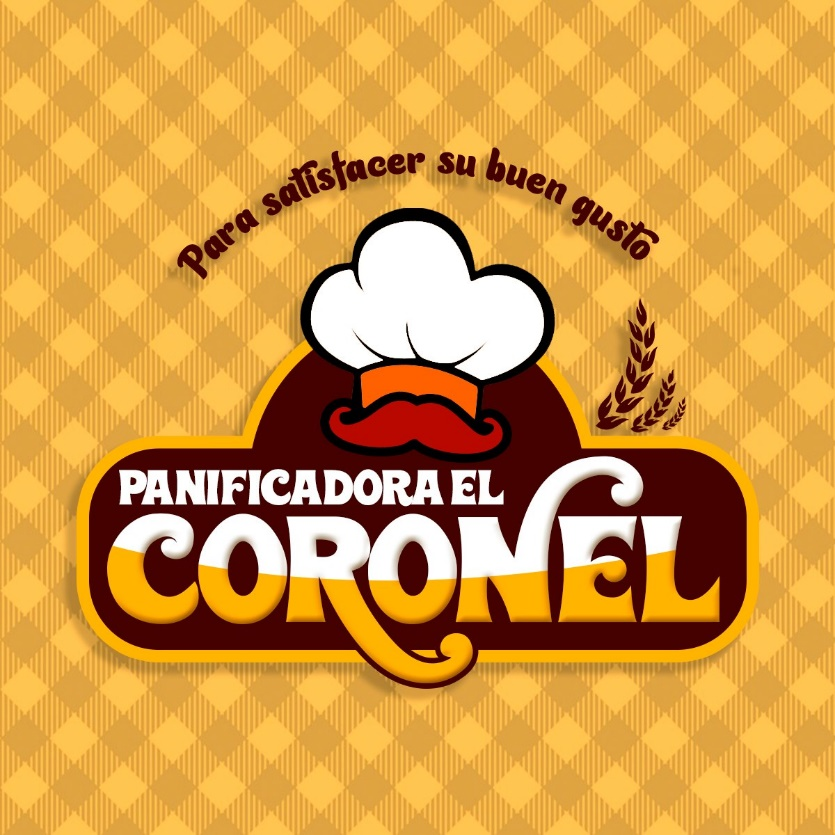 Para satisfacer su buen gusto
PANIFICADORA EL
CORONEL